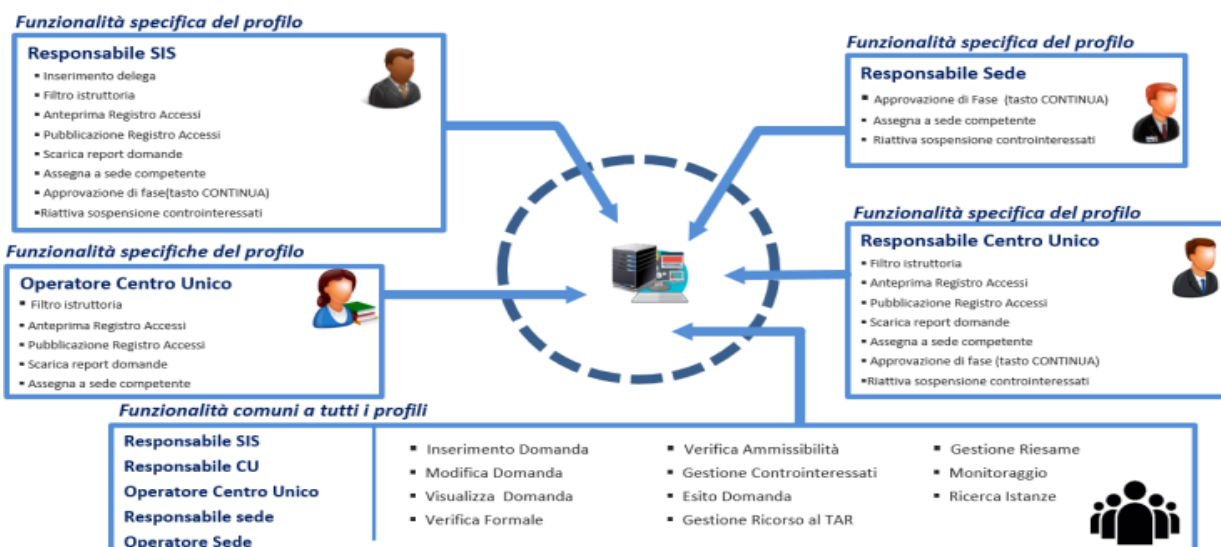 Funzionalità specifica del profilo
Responsabile SIS
▪ Inserimento delega
▪ Filtro istruttoria
▪ Anteprima Registro Accessi
▪ Pubblicazione Registro Accessi
▪ Scarica report domande
▪ Assegna a sede competente
▪ Approvazione di fase(tasto CONTINUA)
▪Riattiva sospensione controinteressati
Funzionalità specifica del profilo
Responsabile Sede
▪ Approvazione di Fase (tasto CONTINUA)
▪ Assegna a sede competente
▪ Riattiva sospensione controinteressati
Funzionalità specifiche del profilo
Operatore Centro Unico
▪ Filtro istruttoria
▪ Anteprima Registro Accessi
▪ Pubblicazione Registro Accessi
▪ Scarica report domande
▪ Assegna a sede competente
Funzionalità specifica del profilo
Responsabile Centro Unico
▪ Filtro istruttoria
▪ Anteprima Registro Accessi
▪ Pubblicazione Registro Accessi
▪ Scarica report domande
▪ Assegna a sede competente
▪ Approvazione di fase (tasto CONTINUA)
▪Riattiva sospensione controinteressati
Funzionalità comuni a tutti i profili
Responsabile SIS
Responsabile CU
Operatore Centro Unico
Responsabile sede
Operatore Sede
▪ Inserimento Domanda
▪ Modifica Domanda
▪ Visualizza Domanda
▪ Verifica Formale
▪ Verifica Ammissibilità
▪ Gestione Controinteressati
▪ Esito Domanda
▪ Gestione Ricorso al TAR
▪ Gestione Riesame
▪ Monitoraggio
▪ Ricerca Istanze